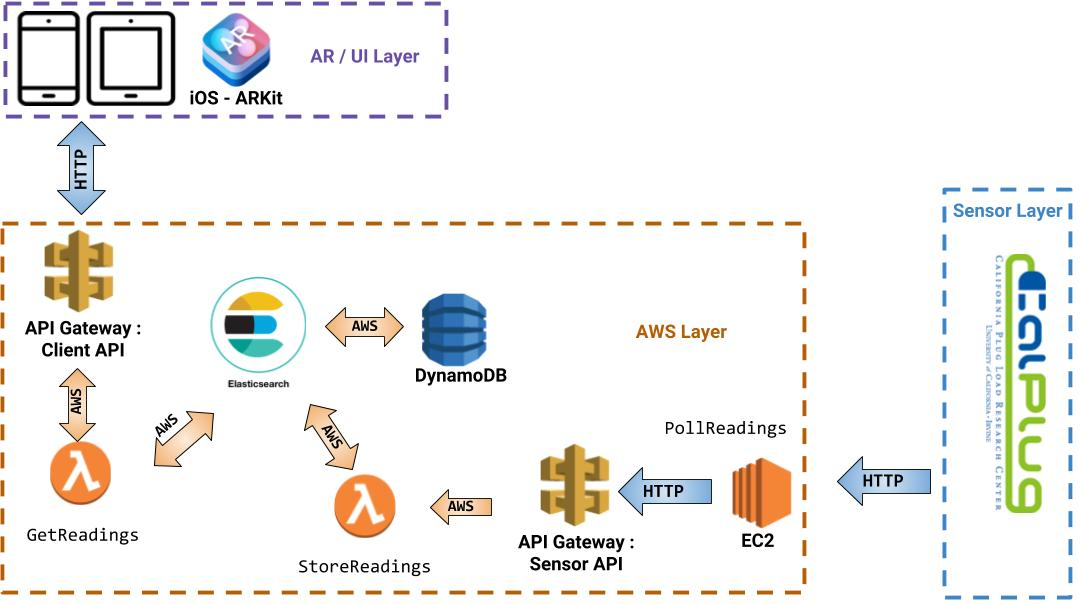 AR
AR / UI Layer
iOS - ARKit
HTTP
Sensor Layer
API Gateway :
Client API
AWS
Elasticsearch
AWS
DynamoDB
AWS Layer
AWS
AWS
GetReadings
StoreReadings
AWS
API Gateway :
Sensor API
HTTP
PollReadings
EC2
HTTP
CalPlug
California Plug Load Research Center
University of California • Irvine